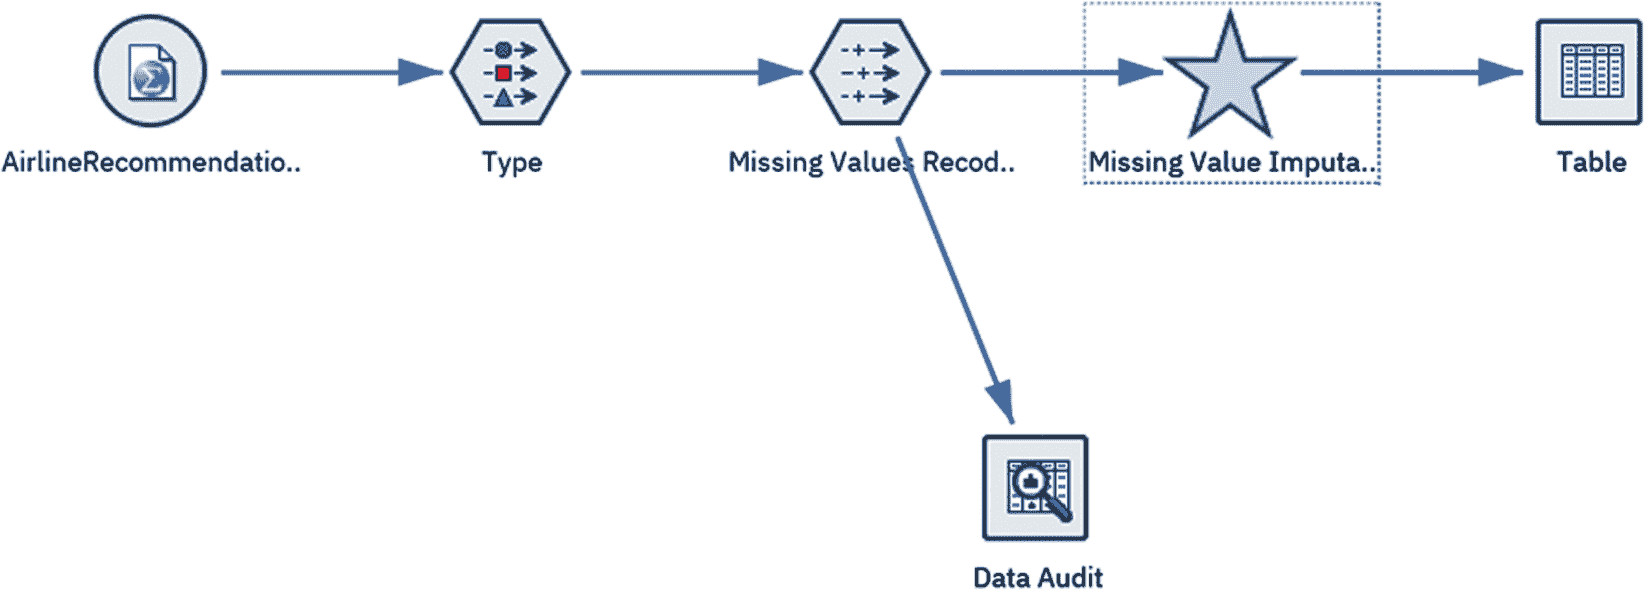 AirlineRecommendatio..
Type
Missing Values Recod..
Missing Value Imputa..
Table
Data Audit